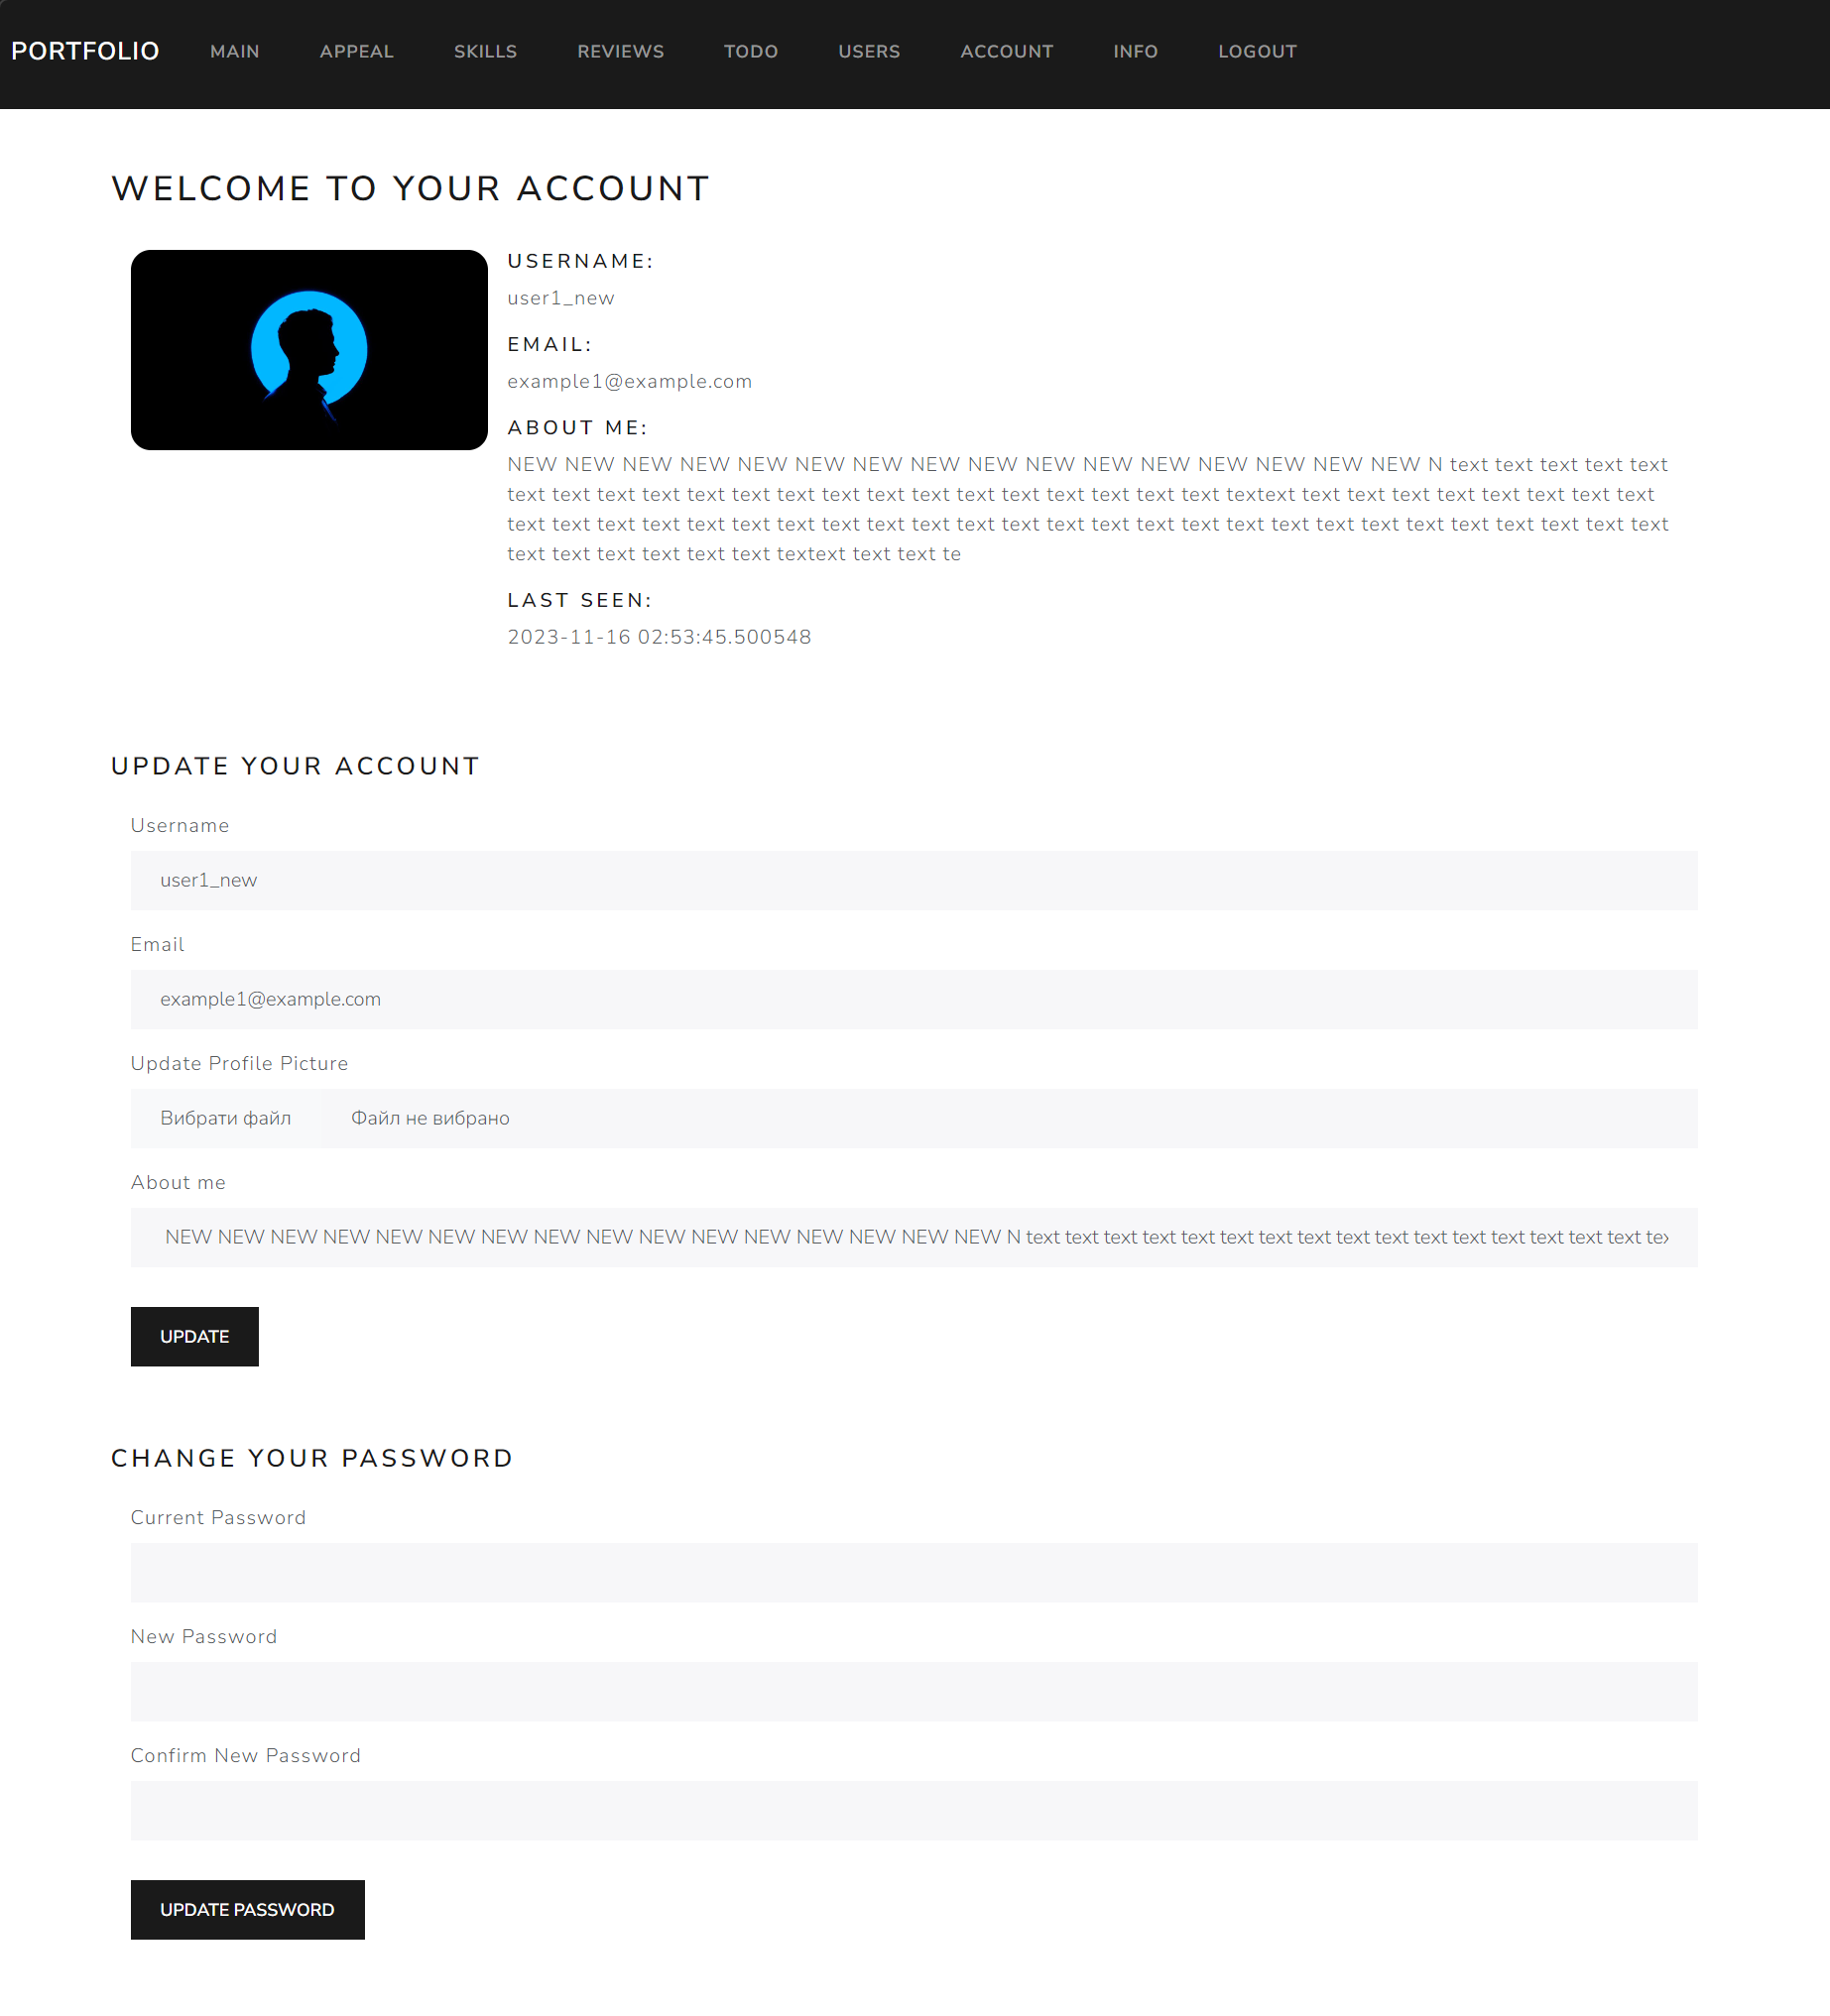 PORTFOLIO MAIN APPEAL SKILLS REVIEWS TODO USERS ACCOUNT INFO LOGOUT
WELCOME TO YOUR ACCOUNT
USERNAME:
user1_new
EMAIL:
example1@example.com
ABOUT ME:
NEW NEW NEW NEW NEW NEW NEW NEW NEW NEW NEW NEW NEW NEW NEW NEW N text text text text text
text text text text text text text text text text text text text text text text textext text text text text text text text text
text text text text text text text text text text text text text text text text text text text text text text text text text text
text text text text text text textext text text te
LAST SEEN:
2023-11-16 02:53:45.500548
UPDATE YOUR ACCOUNT
Username
user1_new
Email
example1@example.com
Update Profile Picture
Вибрати файл Файл не вибрано
About me
NEW NEW NEW NEW NEW NEW NEW NEW NEW NEW NEW NEW NEW NEW NEW NEW N text text text text text text text text text text text text text text text text tex
UPDATE
CHANGE YOUR PASSWORD
Current Password
New Password
Confirm New Password
UPDATE PASSWORD